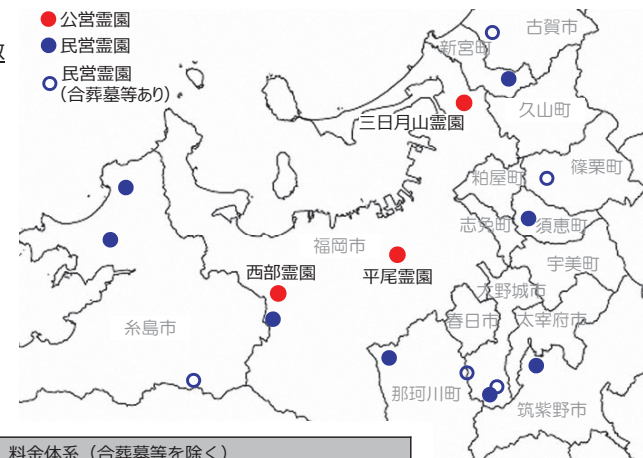 公営霊園
民営霊園
民営霊園
(合葬墓等あり)
古賀市
新宮町
久山町
三日月山霊園
篠栗町
粕屋町
志免町
須恵町
福岡市
宇美町
西部霊園
平尾霊園
大野城市
春日市
太宰府市
糸島市
那珂川町
筑紫野市
料金体系（合葬墓等を除く）